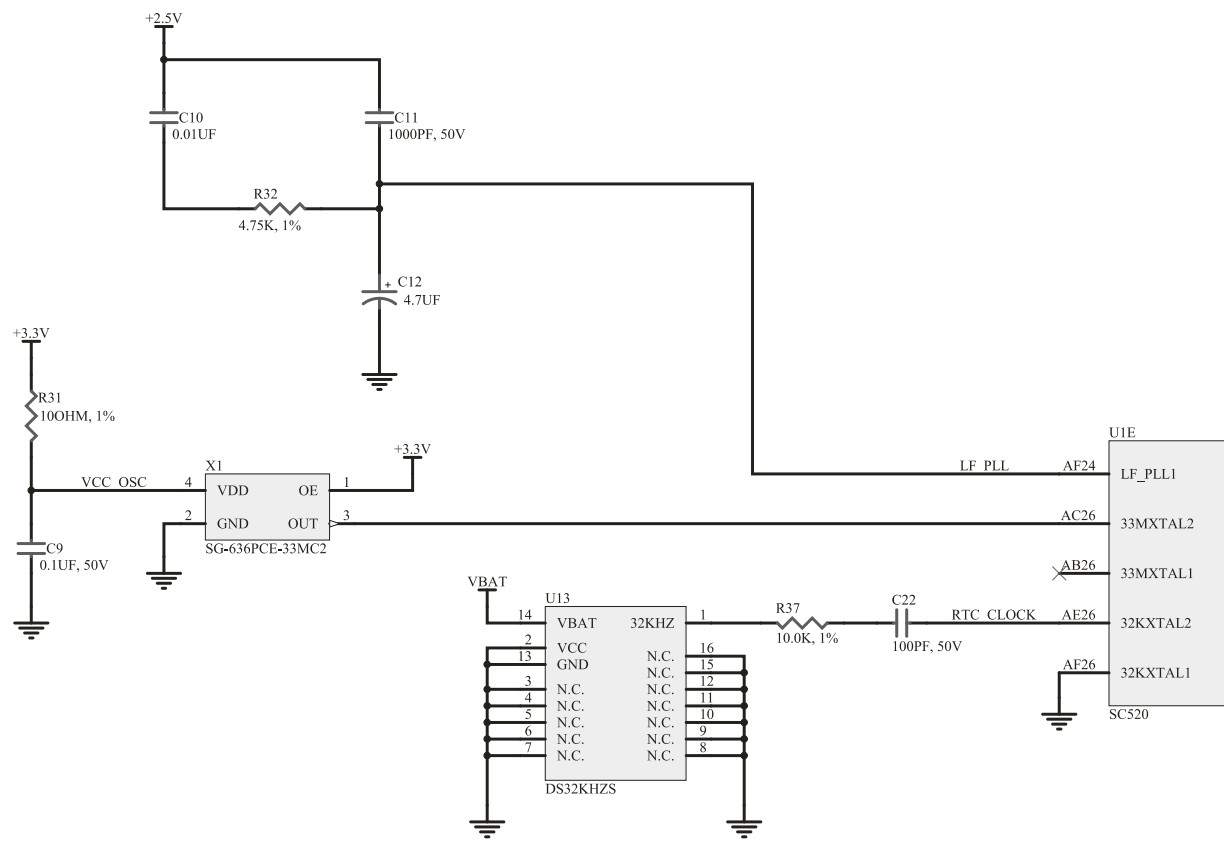 +2.5V
C10
0.01UF
C11
1000PF, 50V
R32
4.75K, 1%
+ C12
4.7UF
+3.3V
R31
10OHM, 1%
VCC_OSC
C9
0.1UF, 50V
X1
4 VDD OE 1
2 GND OUT 3
SG-636PCE-33MC2
+3.3V
U1E
LF_PLL AF24 LF_PLL1
AC26 33MXTAL2
AB26 33MXTAL1
RTC_CLOCK AE26 32KXTAL2
AF26 32KXTAL1
SC520
VBAT
U13
14 VBAT 32KHZ 1
2 VCC
N.C. 16
13 GND
N.C. 15
3 N.C. N.C. 12
4 N.C. N.C. 11
5 N.C. N.C. 10
6 N.C. N.C. 9
7 N.C. N.C. 8
DS32KHZS
R37
10.0K, 1%
C22
100PF, 50V